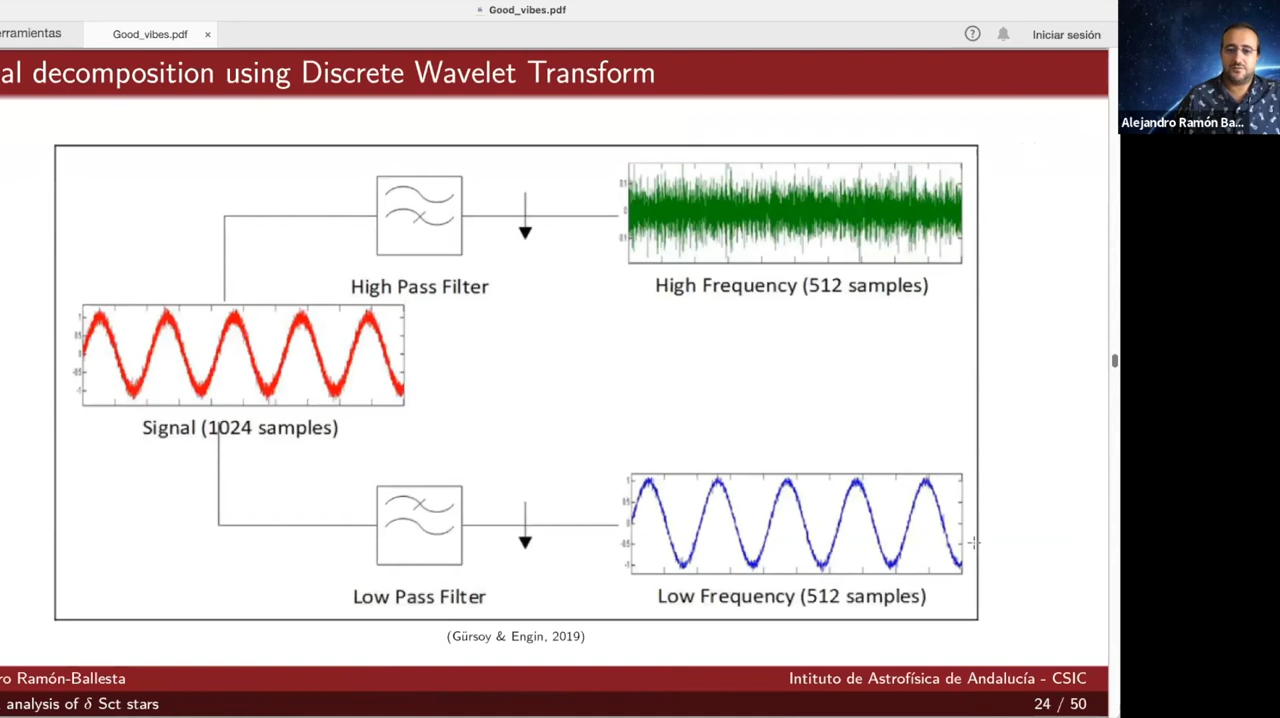 Good_vibes.pdf
erramientas
Good_vibes.pdf ×
? Iniciar sesión
Alejandro Ramón Ba...
al decomposition using Discrete Wavelet Transform
High Pass Filter
High Frequency (512 samples)
Signal (1024 samples)
Low Pass Filter
Low Frequency (512 samples)
(Gürsoy & Engin, 2019)
ro Ramón-Ballesta
Intituto de Astrofísica de Andalucía - CSIC
analysis of δ Sct stars
24 / 50